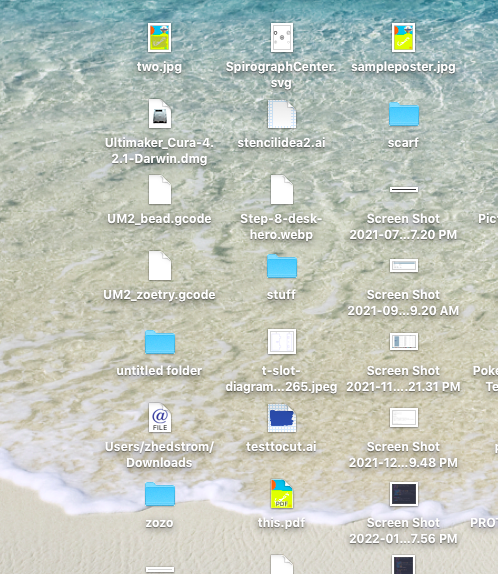 two.jpg
SpirographCenter.
svg
sampleposter.jpg
Ultimaker_Cura-4.
2.1-Darwin.dmg
stencilidea2.ai
scarf
UM2_bead.gcode
Step-8-desk-
hero.webp
Screen Shot
2021-07...7.20 PM
Pic
UM2_zoetry.gcode
stuff
Screen Shot
2021-09...9.20 AM
untitled folder
t-slot-
diagram...265.jpeg
Screen Shot
2021-11....21.31 PM
Poke
Te
@
FILE
Users/zhedstrom/
Downloads
testtocut.ai
Screen Shot
2021-12...9.48 PM
p
zozo
PDF
this.pdf
Screen Shot
2022-01...7.56 PM
PRO